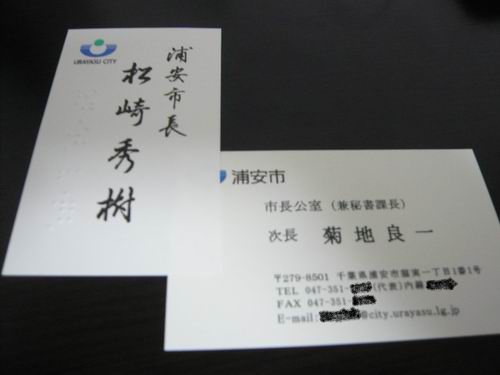 URAYASU CITY
浦安市長
松崎秀樹
浦安市
市長公室（兼秘書課長）
次長 菊地良一
〒279-8501 千葉県浦安市猫実一丁目1番1号
TEL 047-351- (代表)内線
FAX 047-351-
E-mail: @city.urayasu.lg.jp